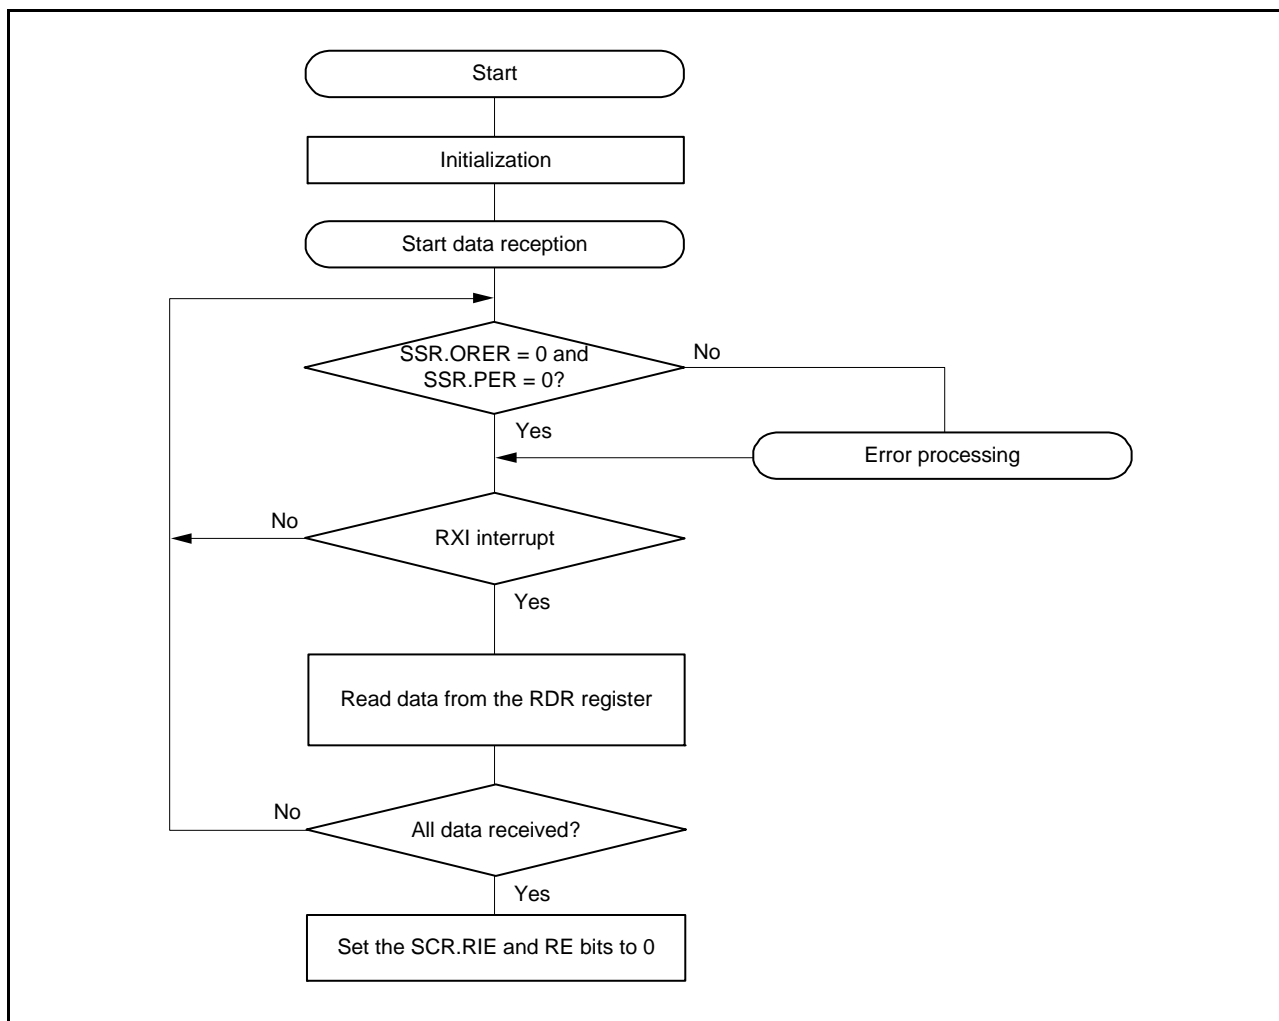 Start
Initialization
Start data reception
SSR.ORER = 0 and
SSR.PER = 0?
No
Yes
Error processing
No
RXI interrupt
Yes
Read data from the RDR register
No
All data received?
Yes
Set the SCR.RIE and RE bits to 0